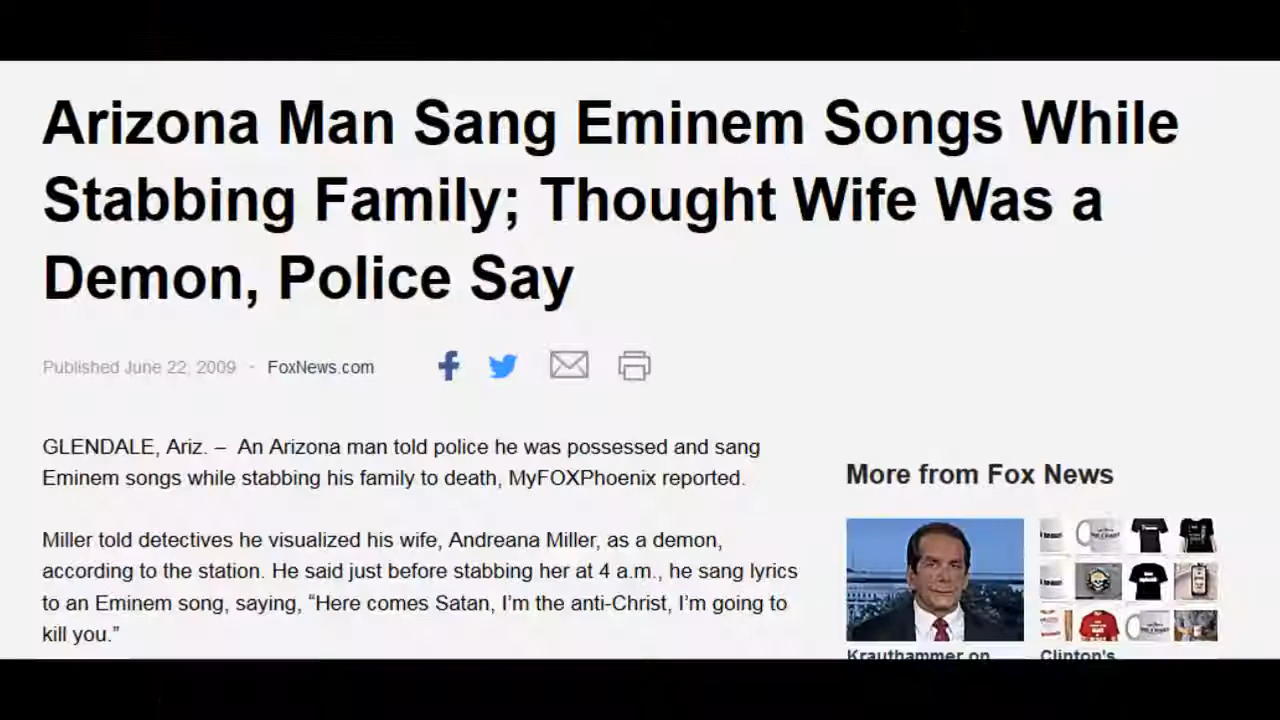 Arizona Man Sang Eminem Songs While
Stabbing Family; Thought Wife Was a
Demon, Police Say
Published June 22, 2009 · FoxNews.com
GLENDALE, Ariz. – An Arizona man told police he was possessed and sang
Eminem songs while stabbing his family to death, MyFOXPhoenix reported.
Miller told detectives he visualized his wife, Andreana Miller, as a demon,
according to the station. He said just before stabbing her at 4 a.m., he sang lyrics
to an Eminem song, saying, “Here comes Satan, I’m the anti-Christ, I’m going to
kill you.”
More from Fox News
Krauthammer on
Clinton's